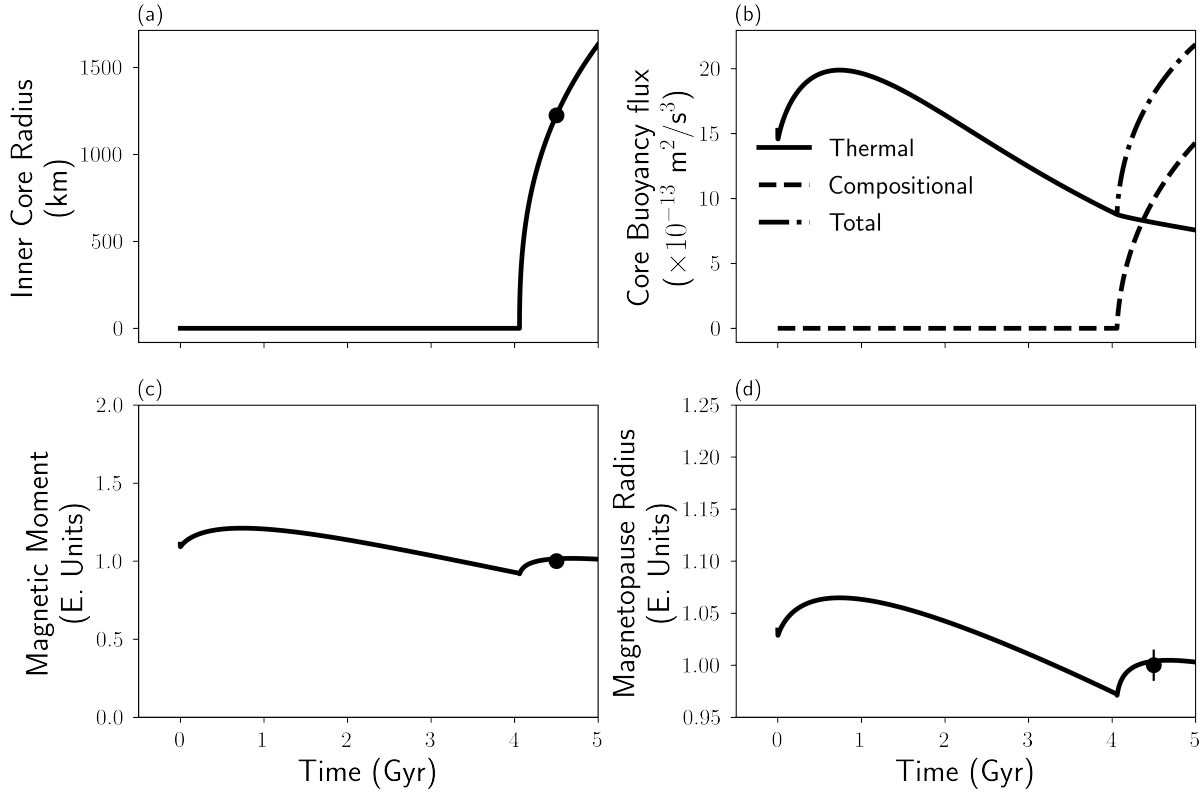 (a)
Inner Core Radius
(km)
1500
1000
500
0
(b)
Core Buoyancy flux
(×10⁻¹³ m²/s³)
20
15
10
5
0
Thermal
Compositional
Total
(c)
Magnetic Moment
(E. Units)
2.0
1.5
1.0
0.5
0.0
0 1 2 3 4 5
Time (Gyr)
(d)
Magnetopause Radius
(E. Units)
1.25
1.20
1.15
1.10
1.05
1.00
0.95
0 1 2 3 4 5
Time (Gyr)